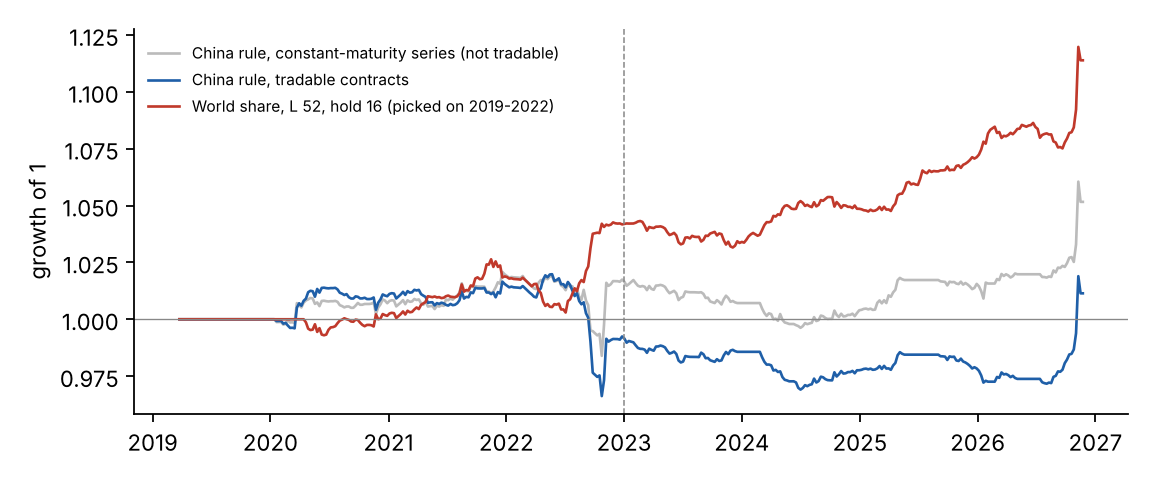 1.125
1.100
1.075
1.050
1.025
1.000
0.975
growth of 1
China rule, constant-maturity series (not tradable)
China rule, tradable contracts
World share, L 52, hold 16 (picked on 2019-2022)
2019 2020 2021 2022 2023 2024 2025 2026 2027